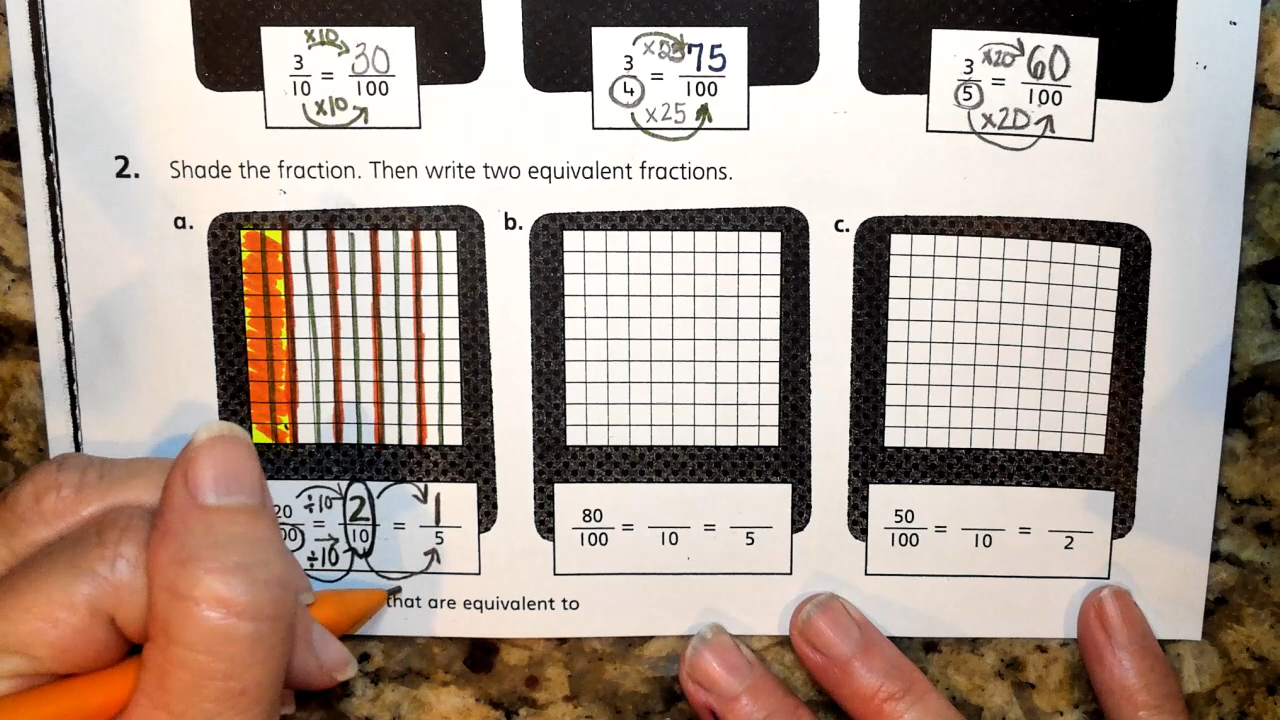 ×10 ×25 ×20
3/10 = 30/100 3/4 = 75/100 3/5 = 60/100
×10 ×25 ×20
2. Shade the fraction. Then write two equivalent fractions.
a. b. c.
÷10
20/ = 2/10 = 1/5 80/100 = /10 = /5 50/100 = /10 = /2
÷10
that are equivalent to